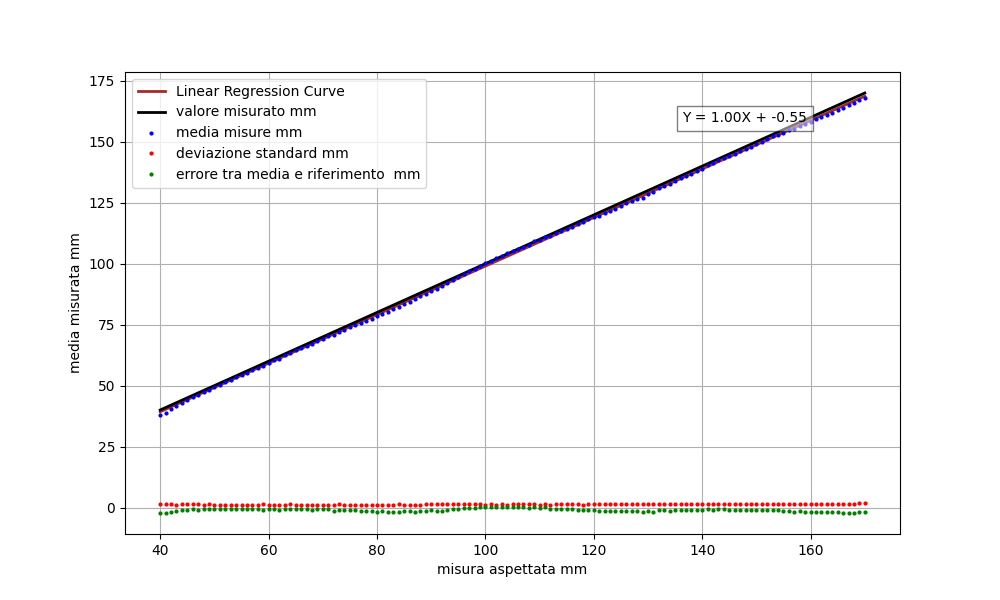 175
150
125
100
75
50
25
0
media misurata mm
Linear Regression Curve
valore misurato mm
media misure mm
deviazione standard mm
errore tra media e riferimento  mm
Y = 1.00X + -0.55
40 60 80 100 120 140 160
misura aspettata mm